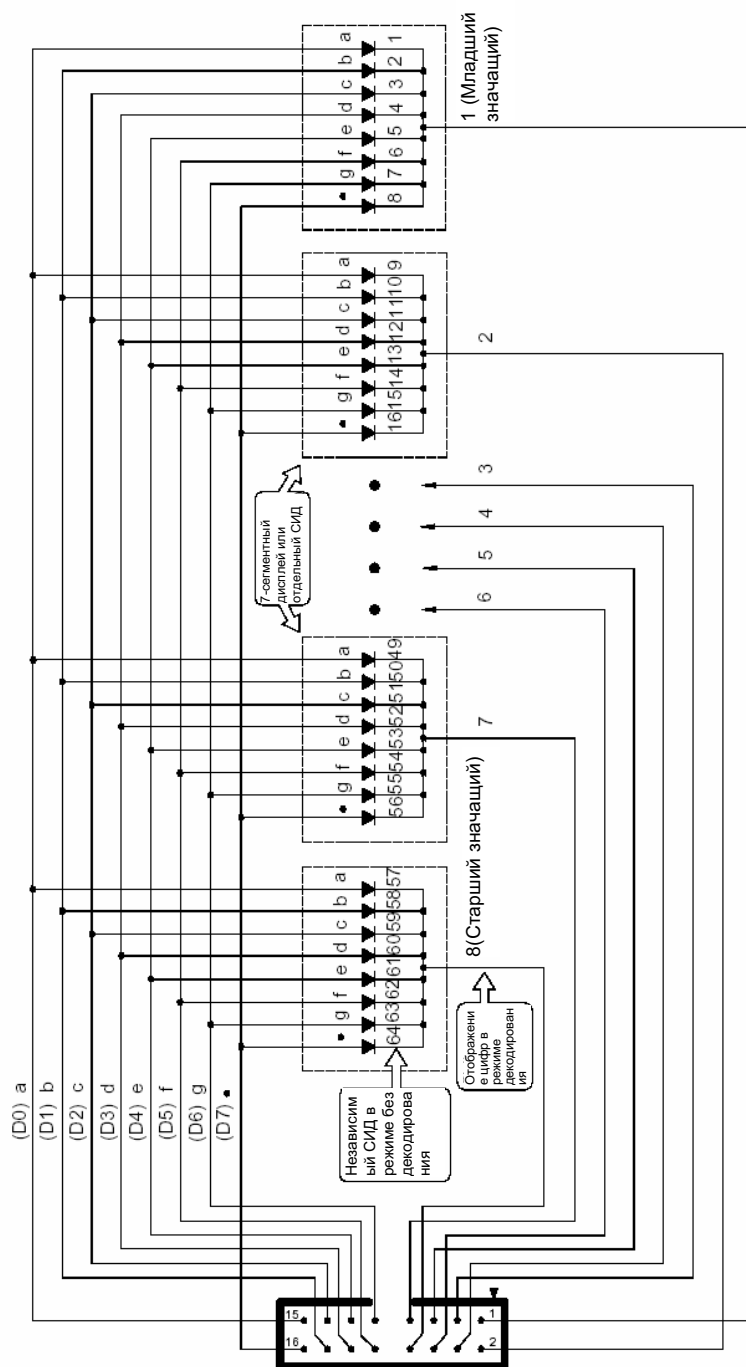 (D0) a
(D1) b
(D2) c
(D3) d
(D4) e
(D5) f
(D6) g
(D7) •
a
b
c
d
e
f
g
•
1
2
3
4
5
6
7
8
1 (Младший
значащий)
a
b
c
d
e
f
g
•
9
10
11
12
13
14
15
16
2
7-сегментный
дисплей или
отдельный СИД
3
4
5
6
a
b
c
d
e
f
g
•
49
50
51
52
53
54
55
56
7
a
b
c
d
e
f
g
•
57
58
59
60
61
62
63
64
8(Старший значащий)
Независим
ый СИД в
режиме без
декодирова
ния
Отображени
е цифр в
режиме
декодирован
ия
15
16
1
2